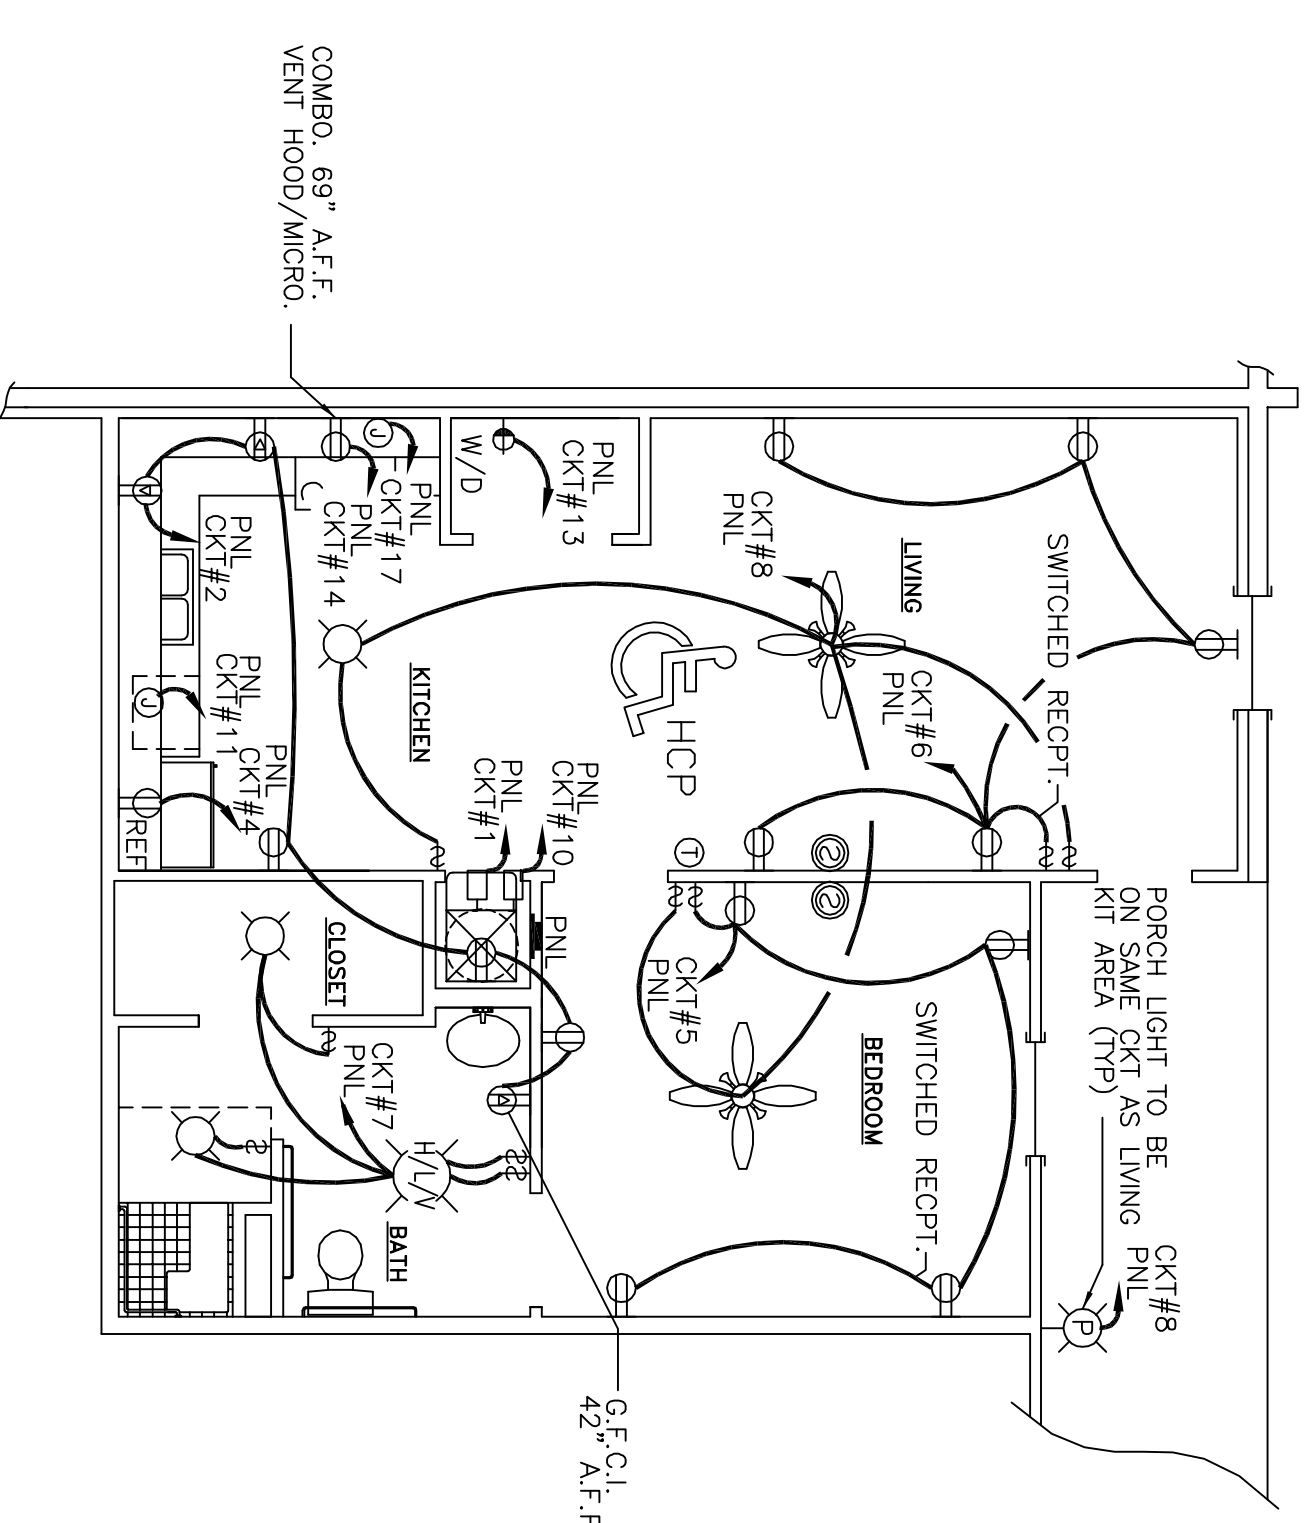 COMBO. 69" A.F.F.
VENT HOOD/MICRO.
PORCH LIGHT TO BE
ON SAME CKT AS LIVING
KIT AREA (TYP)
CKT#8
PNL
P
SWITCHED RECPT.
LIVING
CKT#6
PNL
CKT#8
PNL
PNL
CKT#13
W/D
HCP
KITCHEN
PNL
CKT#17
PNL
CKT#14
J
C
PNL
CKT#2
PNL
CKT#11
J
PNL
CKT#4
REF
PNL
CKT#10
PNL
CKT#1
T
S
S
PNL
SWITCHED RECPT.
BEDROOM
CKT#5
PNL
CLOSET
CKT#7
PNL
H/L/V
BATH
G.F.C.I.
42" A.F.F